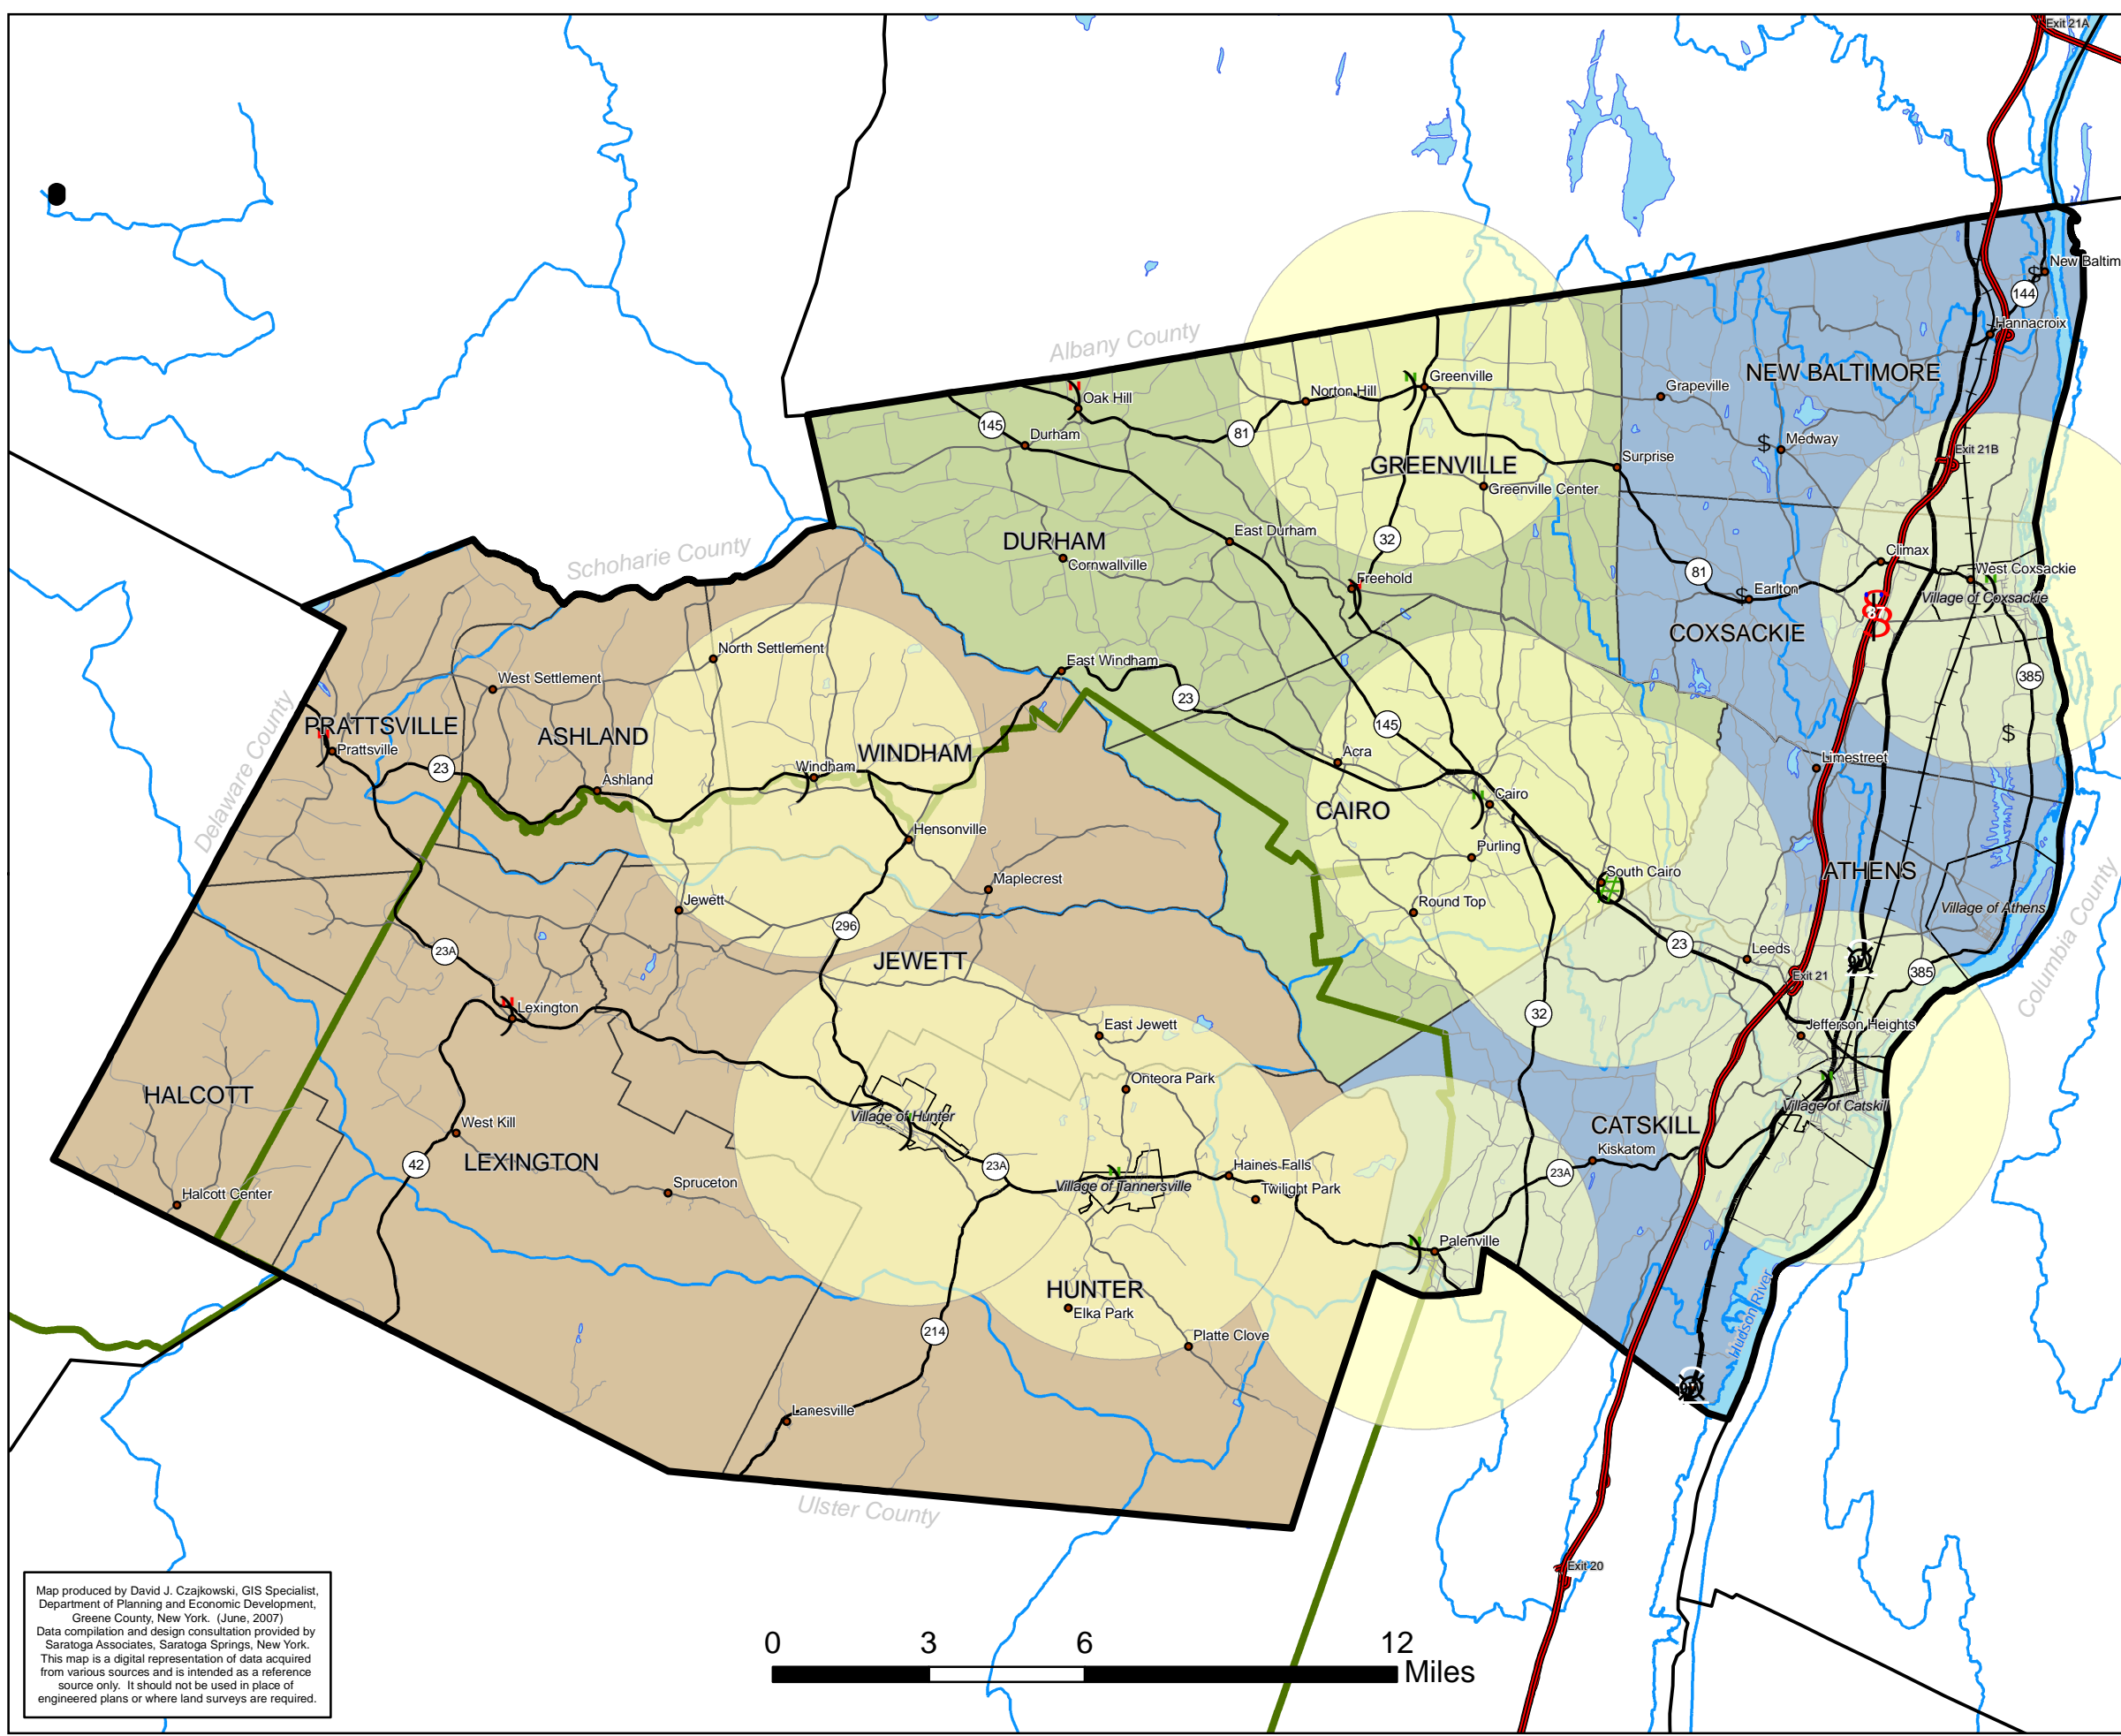 Exit 21A
Albany County
New Baltim
144
Hannacroix
NEW BALTIMORE
Grapeville
Greenville
Norton Hill
Oak Hill
145
Durham
81
GREENVILLE
Surprise
Medway
$
Exit 21B
Greenville Center
DURHAM
East Durham
32
Cornwallville
Freehold
Schoharie County
Climax
West Coxsackie
81
Earlton
$
Village of Coxsackie
87
COXSACKIE
North Settlement
East Windham
West Settlement
385
23
Delaware County
PRATTSVILLE
Prattsville
ASHLAND
WINDHAM
145
$
Acra
Limestreet
23
Ashland
Windham
Cairo
CAIRO
Hensonville
Purling
South Cairo
ATHENS
Maplecrest
Round Top
Village of Athens
Jewett
296
23
Leeds
23A
JEWETT
Exit 21
385
Columbia County
Lexington
32
East Jewett
Jefferson Heights
HALCOTT
Onteora Park
Village of Hunter
Village of Catskill
CATSKILL
West Kill
Kiskatom
42
LEXINGTON
23A
Haines Falls
23A
Spruceton
Village of Tannersville
Twilight Park
Halcott Center
Palenville
HUNTER
Elka Park
Hudson River
214
Platte Clove
Lanesville
Ulster County
Exit 20
Map produced by David J. Czajkowski, GIS Specialist,
Department of Planning and Economic Development,
Greene County, New York. (June, 2007)
Data compilation and design consultation provided by
Saratoga Associates, Saratoga Springs, New York.
This map is a digital representation of data acquired
from various sources and is intended as a reference
source only. It should not be used in place of
engineered plans or where land surveys are required.
0 3 6 12
Miles